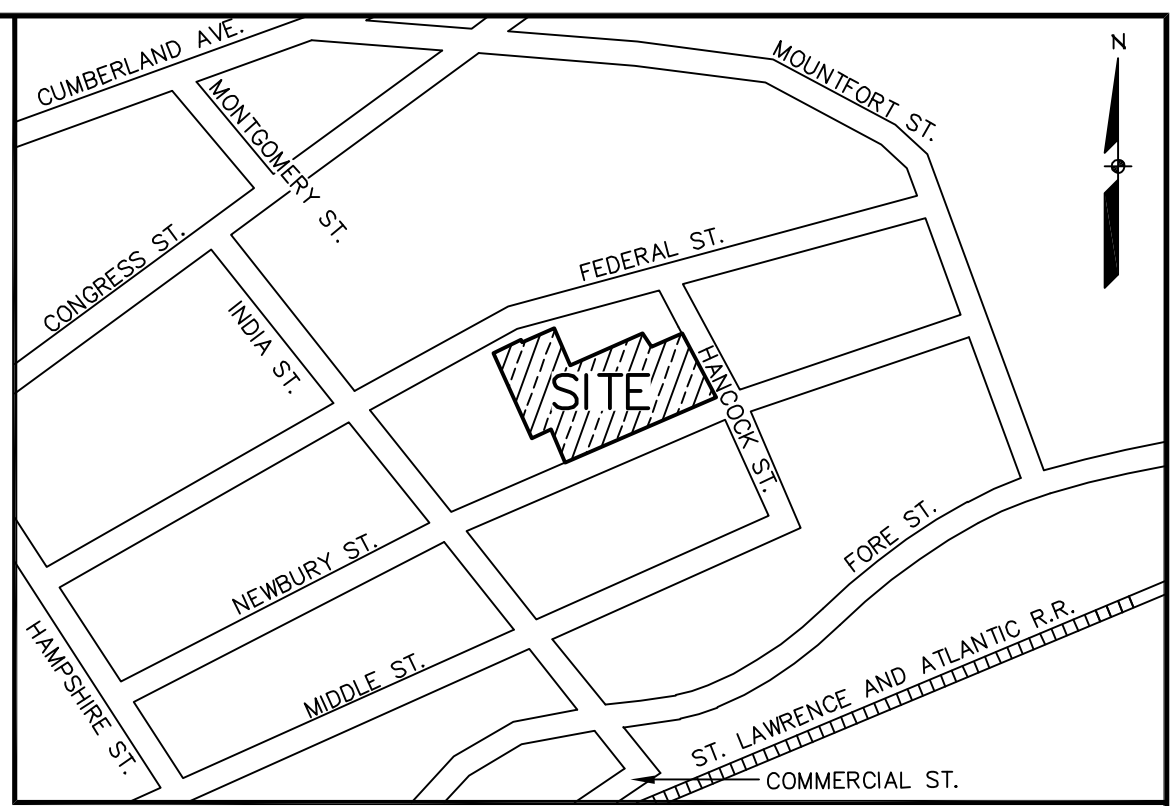 CUMBERLAND AVE.
MOUNTFORT ST.
N
MONTGOMERY ST.
CONGRESS ST.
FEDERAL ST.
INDIA ST.
SITE
HANCOCK ST.
NEWBURY ST.
FORE ST.
HAMPSHIRE ST.
MIDDLE ST.
ST. LAWRENCE AND ATLANTIC R.R.
COMMERCIAL ST.